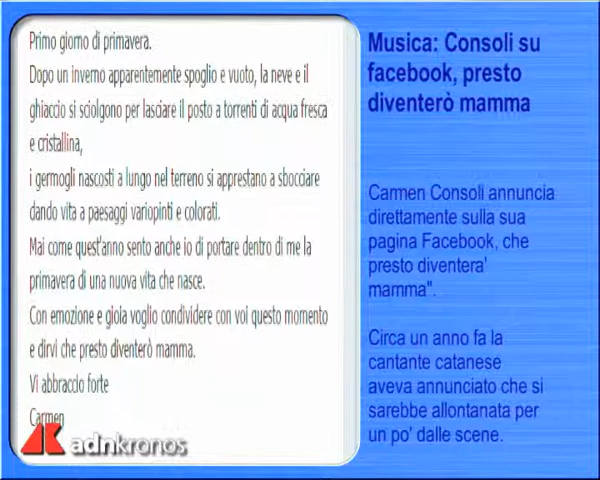 Primo giorno di primavera.
Dopo un inverno apparentemente spoglio e vuoto, la neve e il
ghiaccio si sciolgono per lasciare il posto a torrenti di acqua fresca
e cristallina,
i germogli nascosti a lungo nel terreno si apprestano a sbocciare
dando vita a paesaggi variopinti e colorati.
Mai come quest'anno sento anche io di portare dentro di me la
primavera di una nuova vita che nasce.
Con emozione e gioia voglio condividere con voi questo momento
e dirvi che presto diventerò mamma.
Vi abbraccio forte
Carmen
adnkronos
Musica: Consoli su
facebook, presto
diventerò mamma
Carmen Consoli annuncia
direttamente sulla sua
pagina Facebook, che
presto diventera'
mamma".
Circa un anno fa la
cantante catanese
aveva annunciato che si
sarebbe allontanata per
un po' dalle scene.